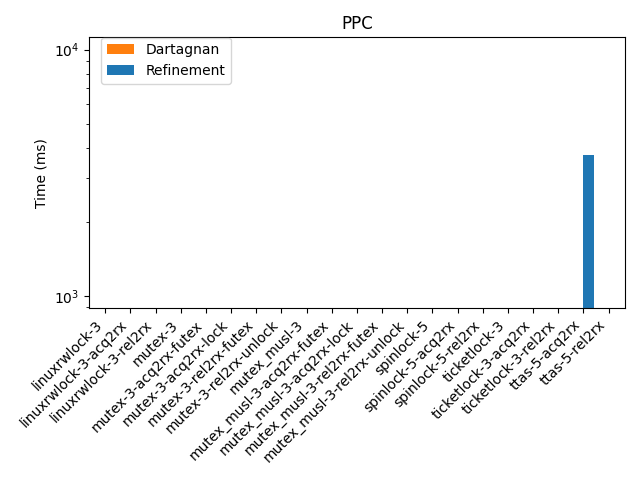 PPC
Dartagnan
Refinement
Time (ms)
10^4
10^3
linuxrwlock-3
linuxrwlock-3-acq2rx
linuxrwlock-3-rel2rx
mutex-3
mutex-3-acq2rx-futex
mutex-3-acq2rx-lock
mutex-3-rel2rx-futex
mutex-3-rel2rx-unlock
mutex_musl-3
mutex_musl-3-acq2rx-futex
mutex_musl-3-acq2rx-lock
mutex_musl-3-rel2rx-futex
mutex_musl-3-rel2rx-unlock
spinlock-5
spinlock-5-acq2rx
spinlock-5-rel2rx
ticketlock-3
ticketlock-3-acq2rx
ticketlock-3-rel2rx
ttas-5-acq2rx
ttas-5-rel2rx